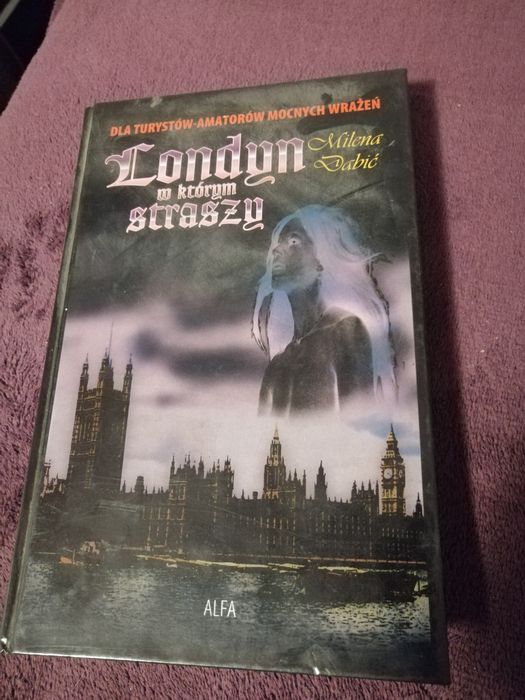 DLA TURYSTÓW-AMATORÓW MOCNYCH WRAŻEŃ
Londyn
w którym
straszy
Milena
Dabić
ALFA